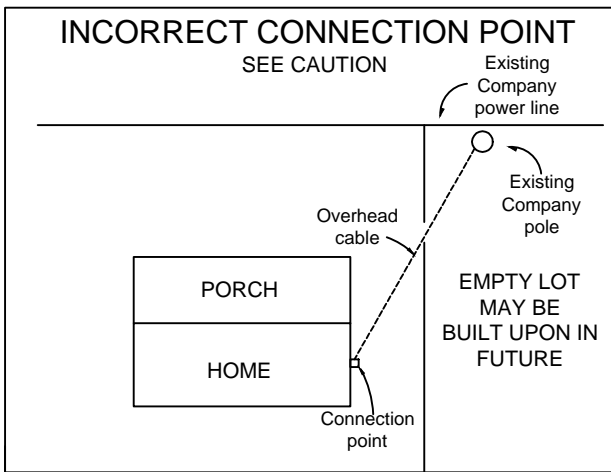 INCORRECT CONNECTION POINT
SEE CAUTION
Existing
Company
power line
Existing
Company
pole
Overhead
cable
PORCH
EMPTY LOT
MAY BE
BUILT UPON IN
FUTURE
HOME
Connection
point